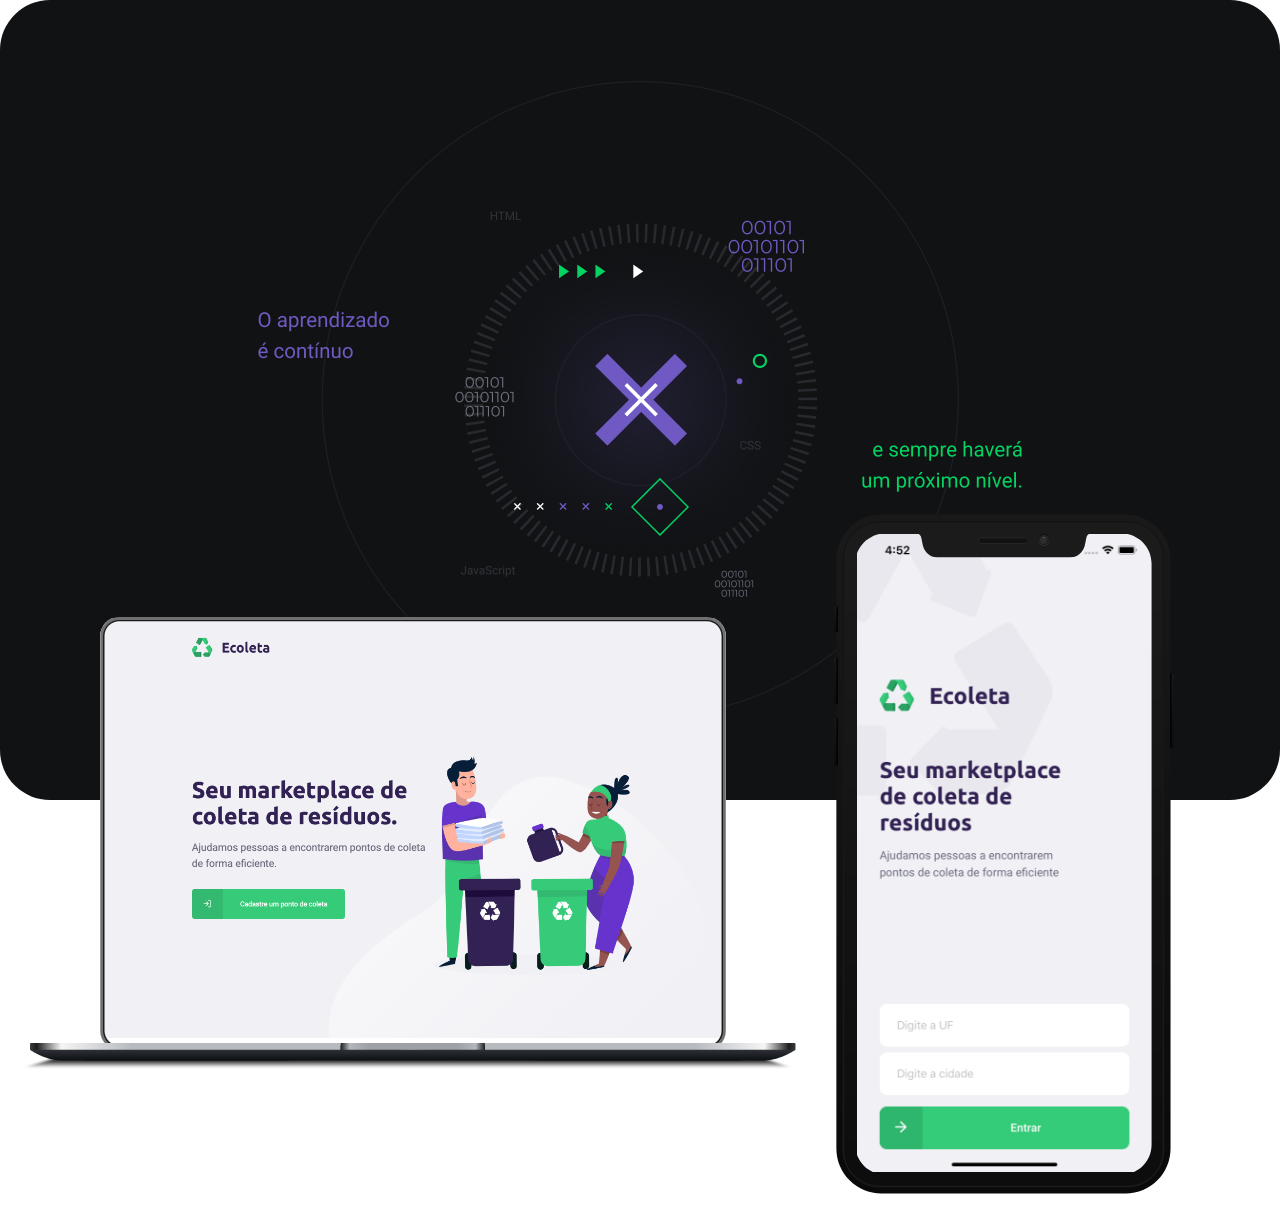 HTML
00101
00101101
011101
O aprendizado
é contínuo
00101
00101101
011101
CSS
e sempre haverá
um próximo nível.
JavaScript
00101
00101101
011101
Ecoleta
Seu marketplace de
coleta de resíduos.
Ajudamos pessoas a encontrarem pontos de coleta
de forma eficiente.
Cadastre um ponto de coleta
4:52
Ecoleta
Seu marketplace
de coleta de
resíduos
Ajudamos pessoas a encontrarem
pontos de coleta de forma eficiente
Digite a UF
Digite a cidade
Entrar